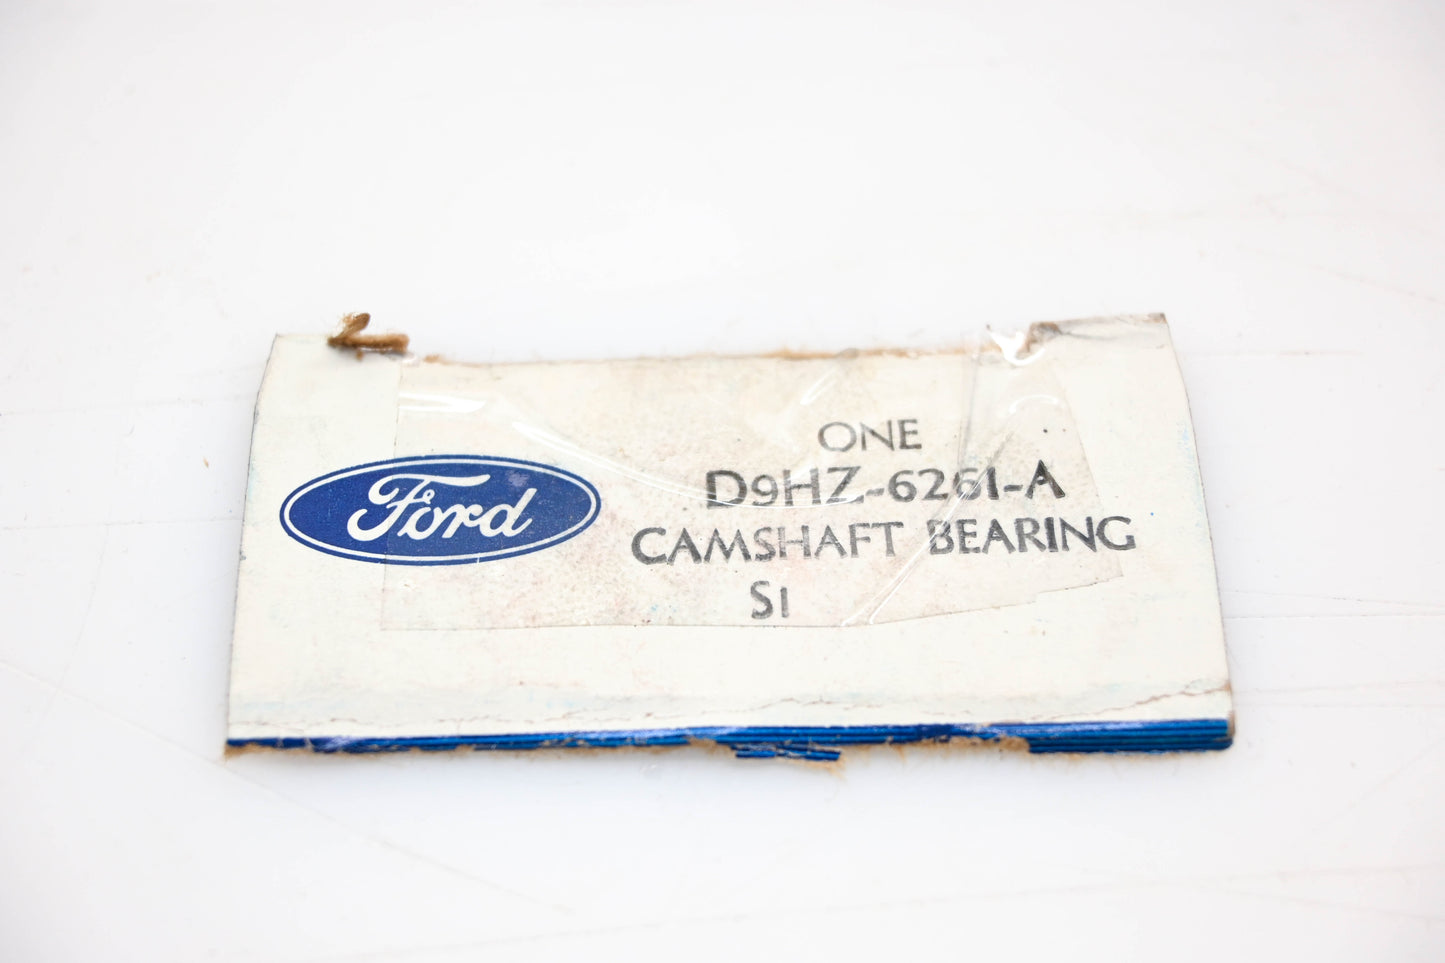 Ford
ONE
D9HZ-6261-A
CAMSHAFT BEARING
S1